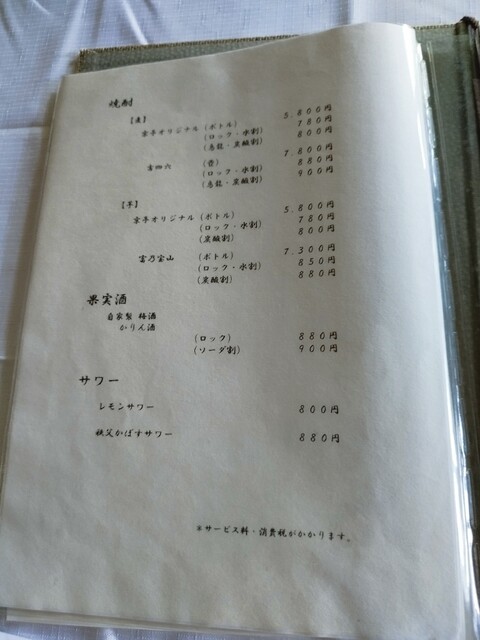 焼酎
【麦】
京亭オリジナル (ボトル) 5.800円
(ロック・水割) 780円
(烏龍・炭酸割) 800円
吉四六 (壺) 7.800円
(ロック・水割) 880円
(烏龍・炭酸割) 900円
【芋】
京亭オリジナル (ボトル) 5.800円
(ロック・水割) 780円
(炭酸割) 800円
富乃宝山 (ボトル) 7.300円
(ロック・水割) 850円
(炭酸割) 880円
果実酒
自家製 梅酒
かりん酒
(ロック) 880円
(ソーダ割) 900円
サワー
レモンサワー 800円
秩父かぼすサワー 880円
※サービス料・消費税がかかります。